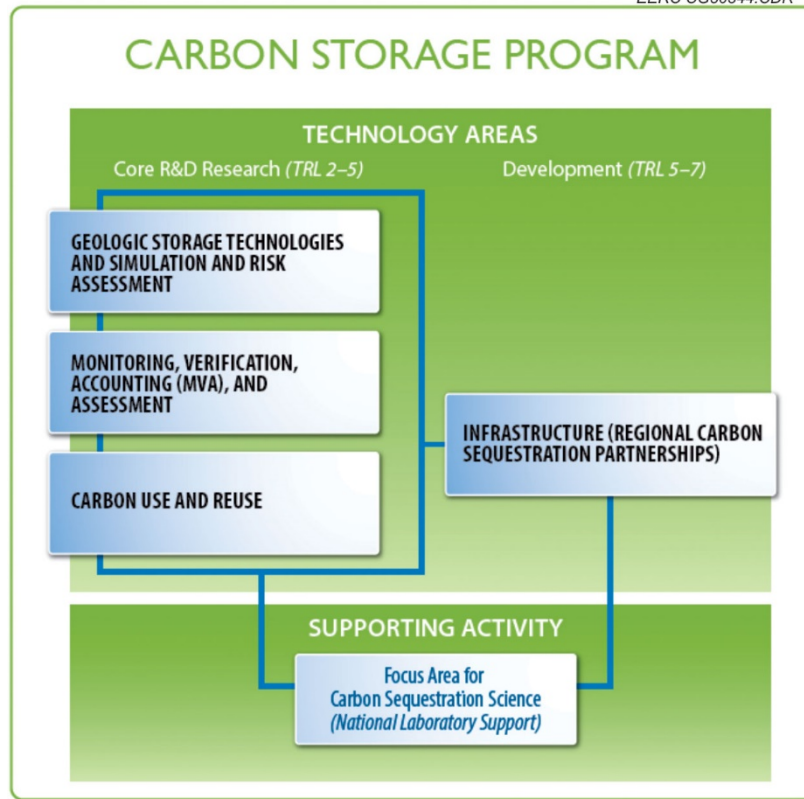 CARBON STORAGE PROGRAM
TECHNOLOGY AREAS
Core R&D Research (TRL 2–5)
Development (TRL 5–7)
GEOLOGIC STORAGE TECHNOLOGIES
AND SIMULATION AND RISK
ASSESSMENT
MONITORING, VERIFICATION,
ACCOUNTING (MVA), AND
ASSESSMENT
CARBON USE AND REUSE
INFRASTRUCTURE (REGIONAL CARBON
SEQUESTRATION PARTNERSHIPS)
SUPPORTING ACTIVITY
Focus Area for
Carbon Sequestration Science
(National Laboratory Support)